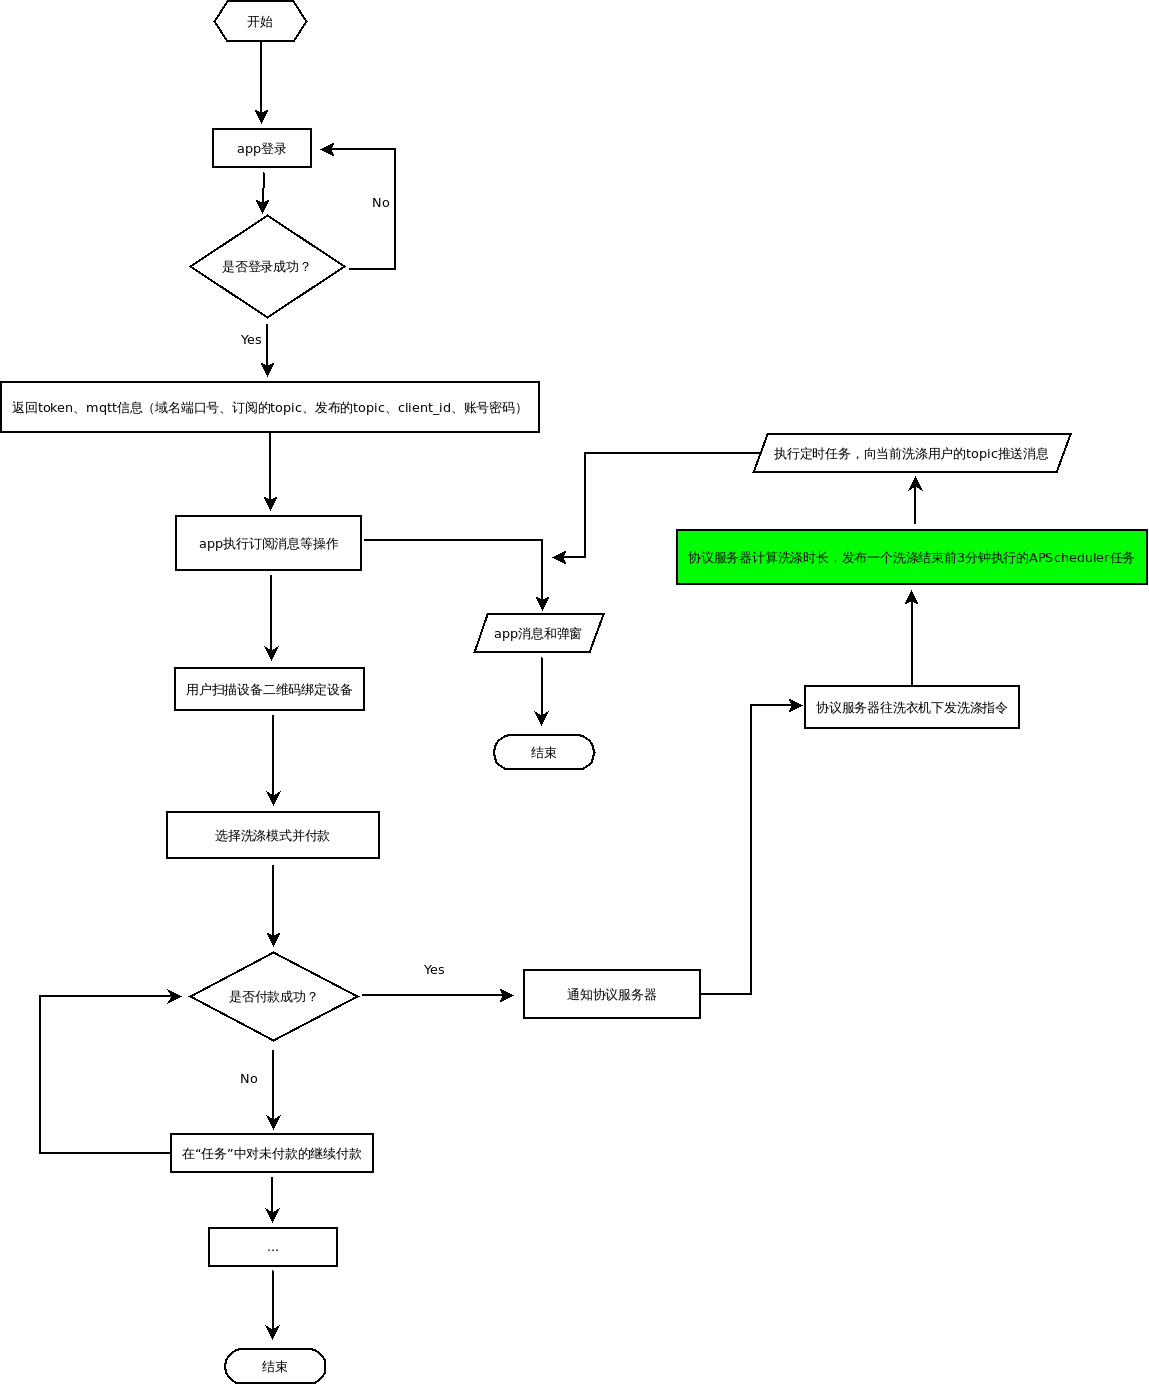 开始
app登录
No
是否登录成功？
Yes
返回token、mqtt信息（域名端口号、订阅的topic、发布的topic、client_id、账号密码）
执行定时任务，向当前洗涤用户的topic推送消息
app执行订阅消息等操作
协议服务器计算洗涤时长，发布一个洗涤结束前3分钟执行的APScheduler任务
app消息和弹窗
用户扫描设备二维码绑定设备
协议服务器往洗衣机下发洗涤指令
结束
选择洗涤模式并付款
是否付款成功？
Yes
通知协议服务器
No
在“任务”中对未付款的继续付款
...
结束